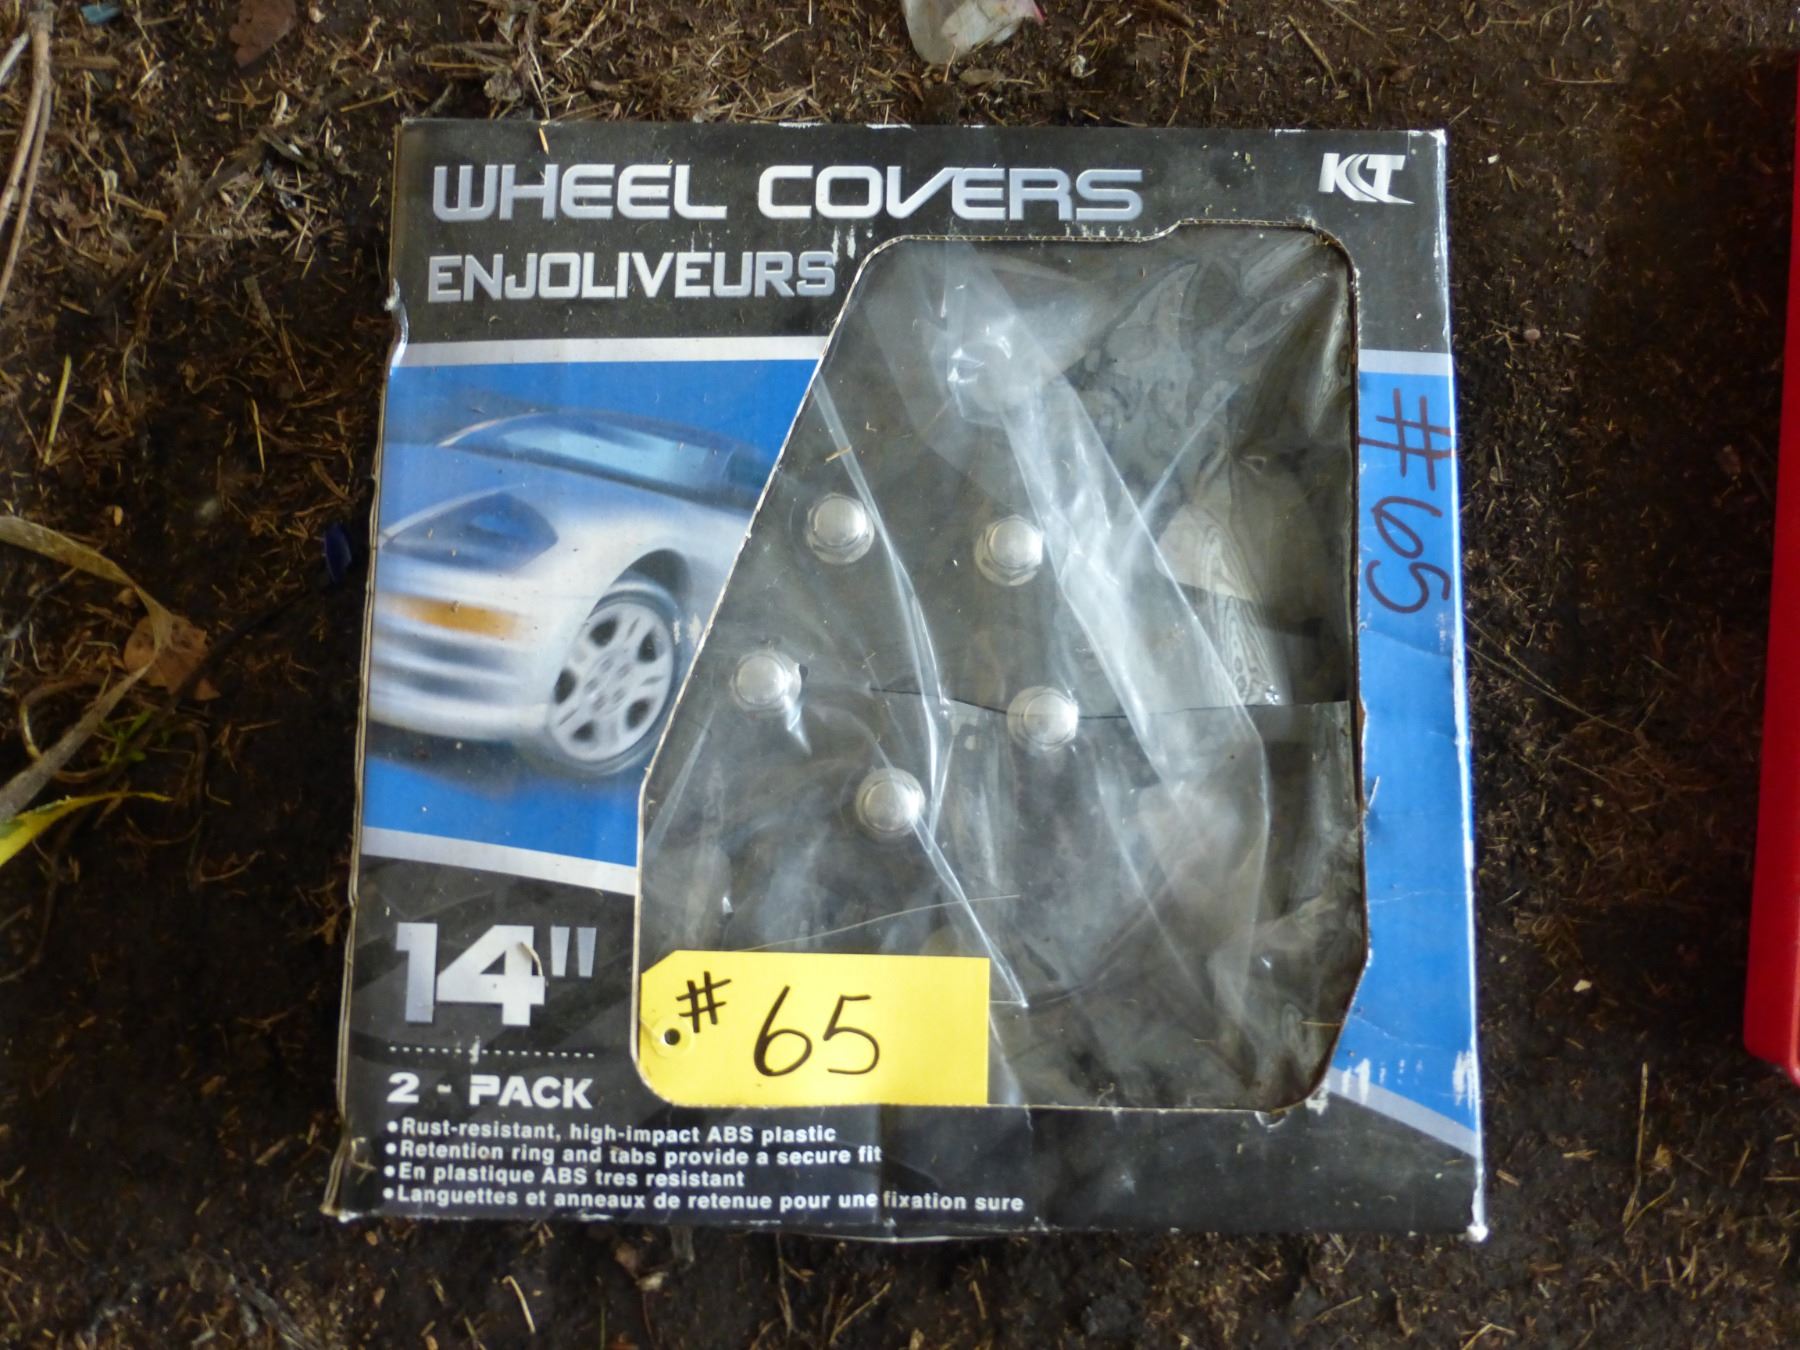 WHEEL COVERS
KT
ENJOLIVEURS
#65
14"
# 65
2 - PACK
•Rust-resistant, high-impact ABS plastic
•Retention ring and tabs provide a secure fit
•En plastique ABS tres resistant
•Languettes et anneaux de retenue pour une fixation sure